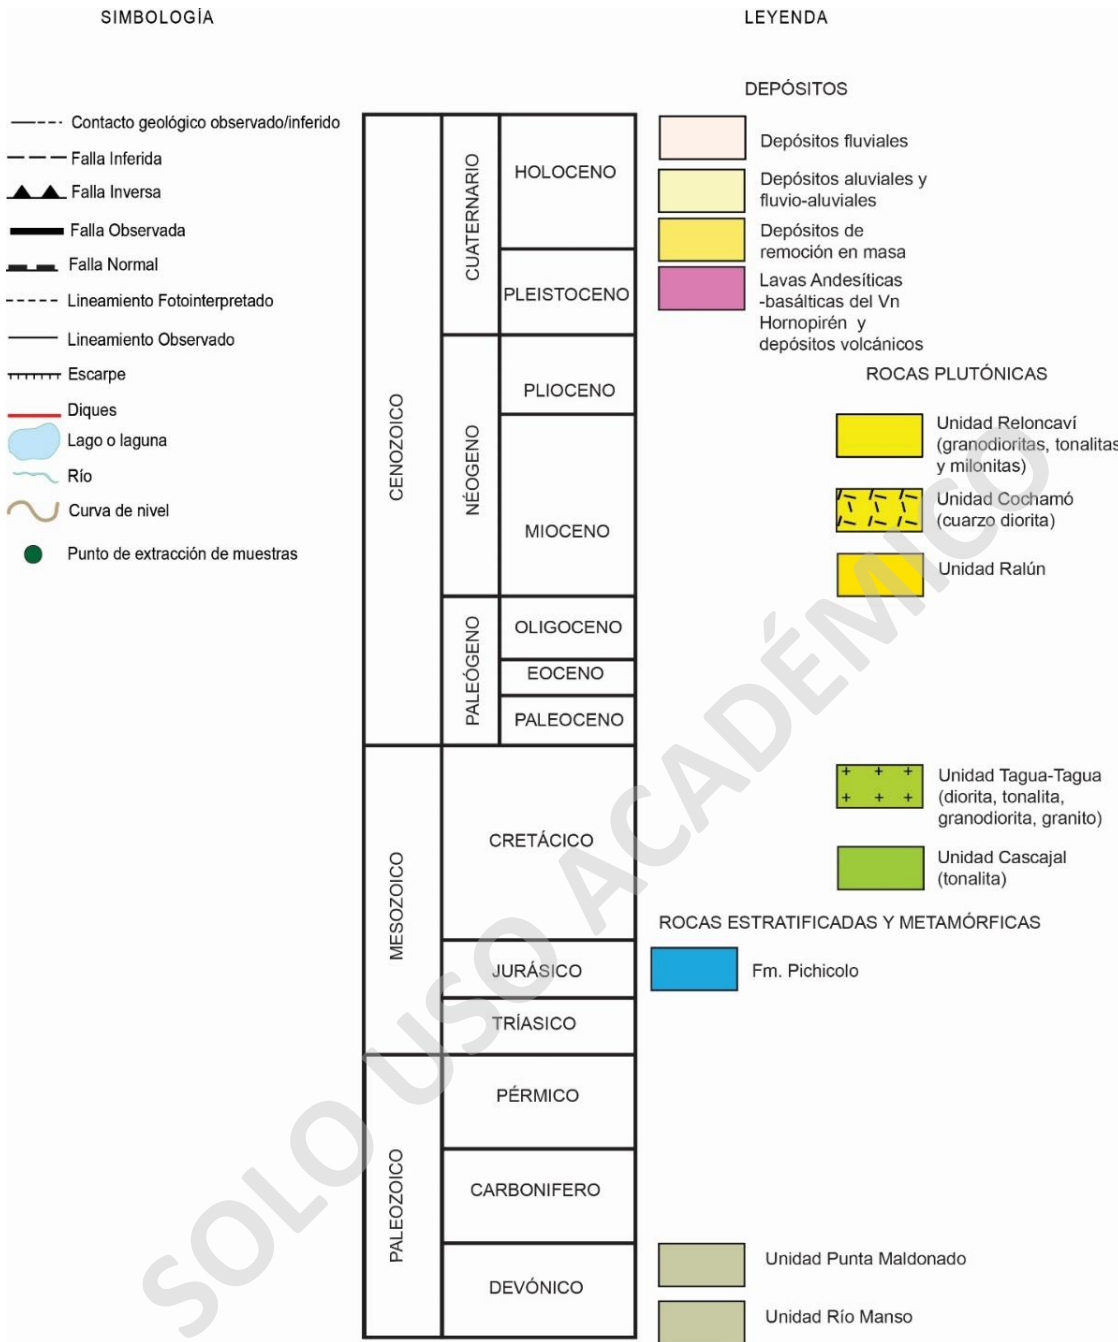 SIMBOLOGÍA
Contacto geológico observado/inferido
Falla Inferida
Falla Inversa
Falla Observada
Falla Normal
Lineamiento Fotointerpretado
Lineamiento Observado
Escarpe
Diques
Lago o laguna
Río
Curva de nivel
Punto de extracción de muestras
CENOZOICO
CUATERNARIO
HOLOCENO
PLEISTOCENO
NÉOGENO
PLIOCENO
MIOCENO
PALEÓGENO
OLIGOCENO
EOCENO
PALEOCENO
MESOZOICO
CRETÁCICO
JURÁSICO
TRÍASICO
PALEOZOICO
PÉRMICO
CARBONIFERO
DEVÓNICO
LEYENDA
DEPÓSITOS
Depósitos fluviales
Depósitos aluviales y
fluvio-aluviales
Depósitos de
remoción en masa
Lavas Andesíticas
-basálticas del Vn
Hornopirén y
depósitos volcánicos
ROCAS PLUTÓNICAS
Unidad Reloncaví
(granodioritas, tonalitas
y milonitas)
Unidad Cochamó
(cuarzo diorita)
Unidad Ralún
Unidad Tagua-Tagua
(diorita, tonalita,
granodiorita, granito)
Unidad Cascajal
(tonalita)
ROCAS ESTRATIFICADAS Y METAMÓRFICAS
Fm. Pichicolo
Unidad Punta Maldonado
Unidad Río Manso
SOLO USO ACADÉMICO